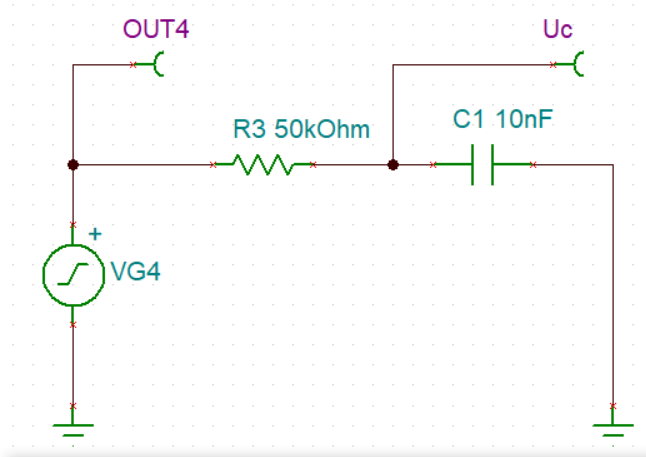 OUT4
Uc
R3 50kOhm
C1 10nF
+
VG4